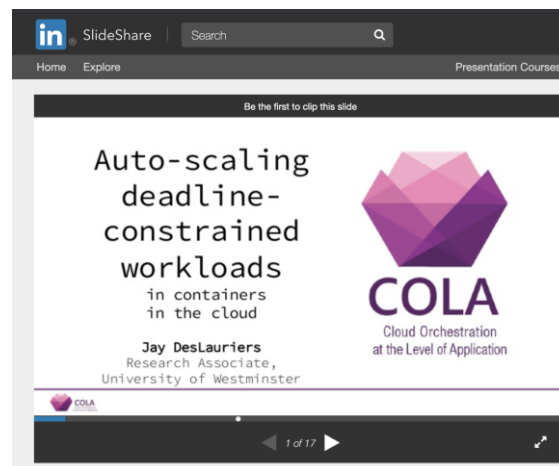 in ® SlideShare Search
Home Explore Presentation Courses
Be the first to clip this slide
Auto-scaling
deadline-
constrained
workloads
in containers
in the cloud
Jay DesLauriers
Research Associate,
University of Westminster
COLA
Cloud Orchestration
at the Level of Application
COLA
1 of 17